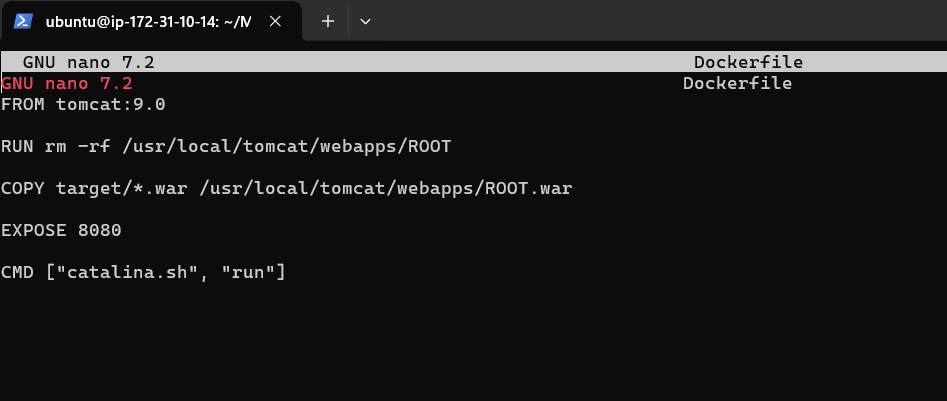 ubuntu@ip-172-31-10-14: ~/M
GNU nano 7.2 Dockerfile
GNU nano 7.2 Dockerfile
FROM tomcat:9.0
RUN rm -rf /usr/local/tomcat/webapps/ROOT
COPY target/*.war /usr/local/tomcat/webapps/ROOT.war
EXPOSE 8080
CMD ["catalina.sh", "run"]